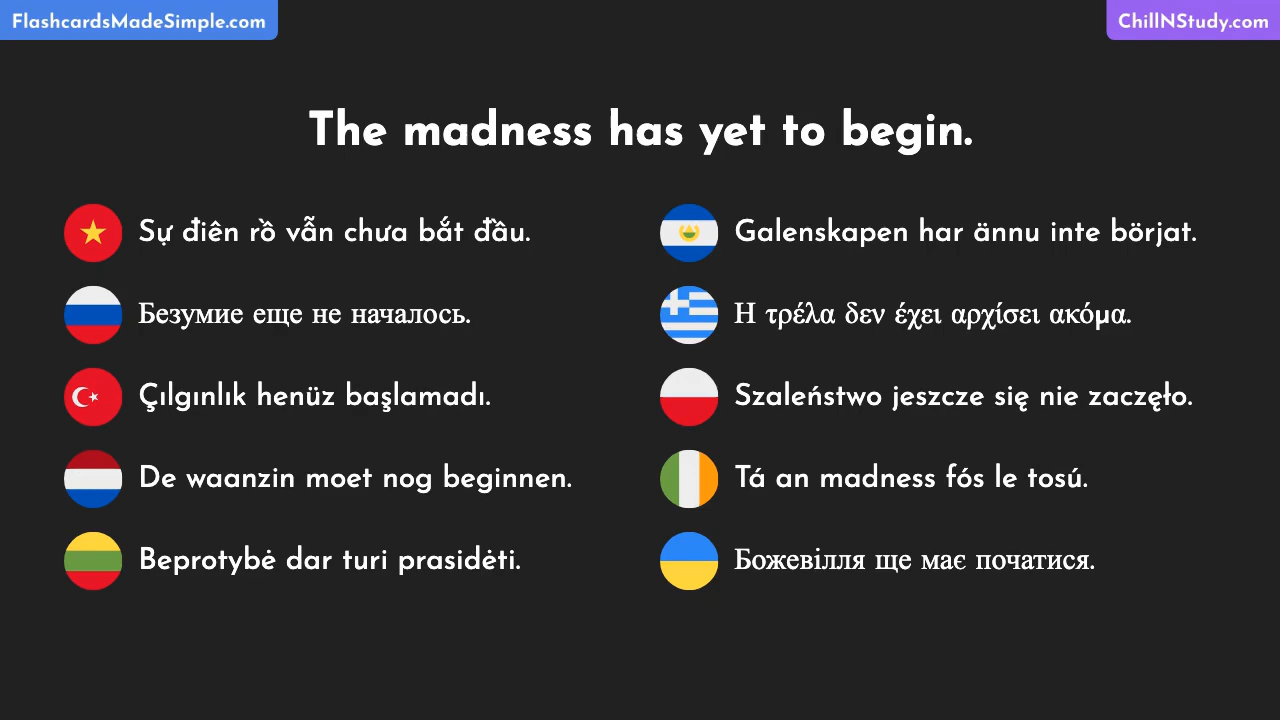 FlashcardsMadeSimple.com
ChillNStudy.com
The madness has yet to begin.
Sự điên rồ vẫn chưa bắt đầu.
Безумие еще не началось.
Çılgınlık henüz başlamadı.
De waanzin moet nog beginnen.
Beprotybė dar turi prasidėti.
Galenskapen har ännu inte börjat.
Η τρέλα δεν έχει αρχίσει ακόμα.
Szaleństwo jeszcze się nie zaczęło.
Tá an madness fós le tosú.
Божевілля ще має початися.